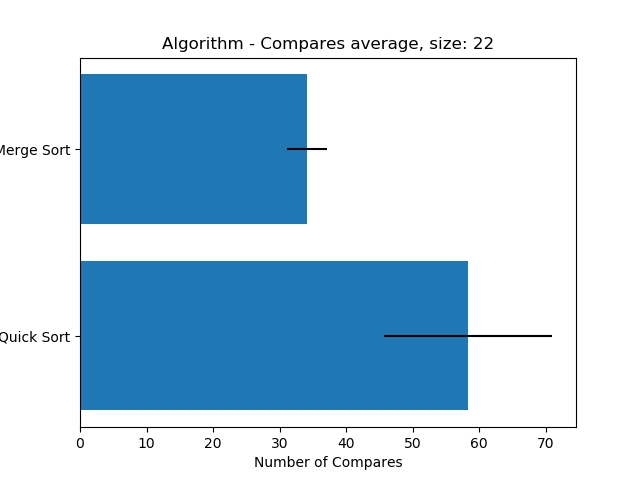 Algorithm - Compares average, size: 22
Merge Sort
Quick Sort
0 10 20 30 40 50 60 70
Number of Compares